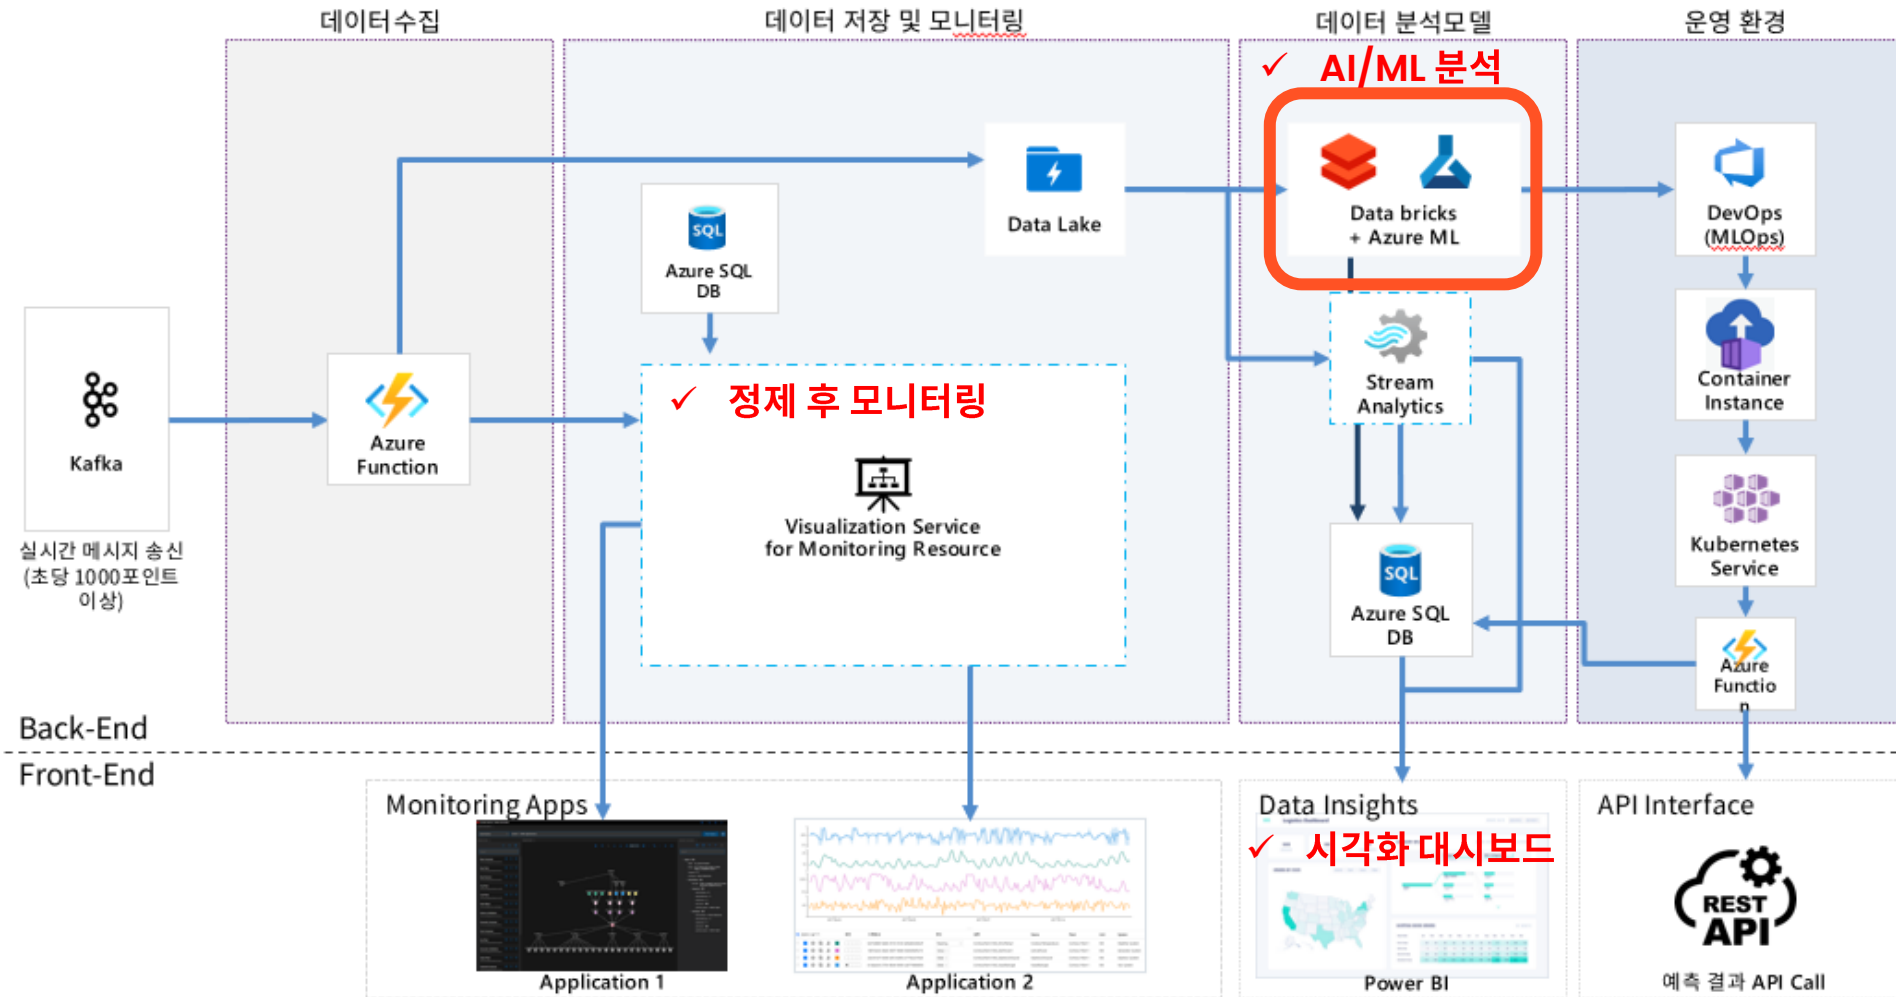 데이터수집
데이터 저장 및 모니터링
데이터 분석모델
운영 환경
✓ AI/ML 분석
Data Lake
Data bricks
+ Azure ML
DevOps
(MLOps)
SQL
Azure SQL
DB
Container
Instance
Stream
Analytics
✓ 정제 후 모니터링
Kafka
Azure
Function
Visualization Service
for Monitoring Resource
실시간 메시지 송신
(초당 1000포인트
이상)
Kubernetes
Service
SQL
Azure SQL
DB
Azure
Functio
n
Back-End
Front-End
Monitoring Apps
Data Insights
API Interface
✓ 시각화 대시보드
REST
API
Application 1
Application 2
Power BI
예측 결과 API Call